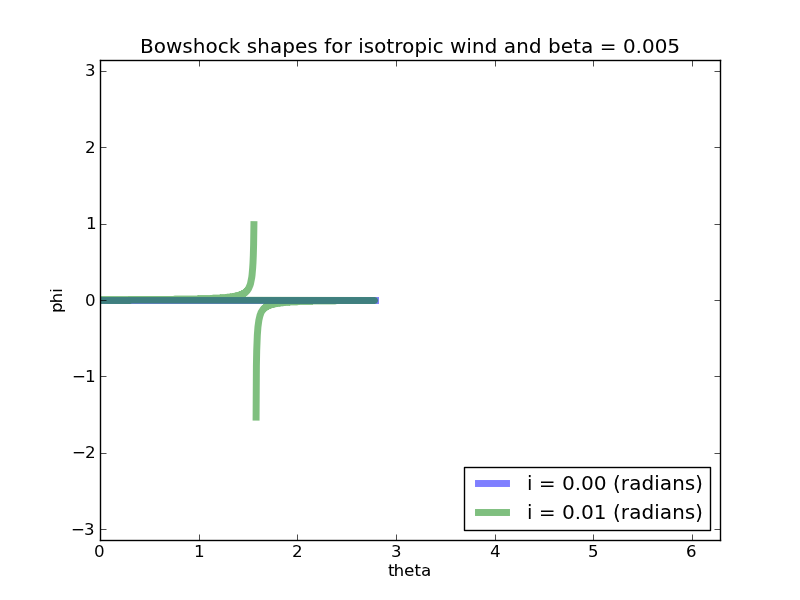 Bowshock shapes for isotropic wind and beta = 0.005
3
2
1
0
−1
−2
−3
phi
i = 0.00 (radians)
i = 0.01 (radians)
0 1 2 3 4 5 6
theta